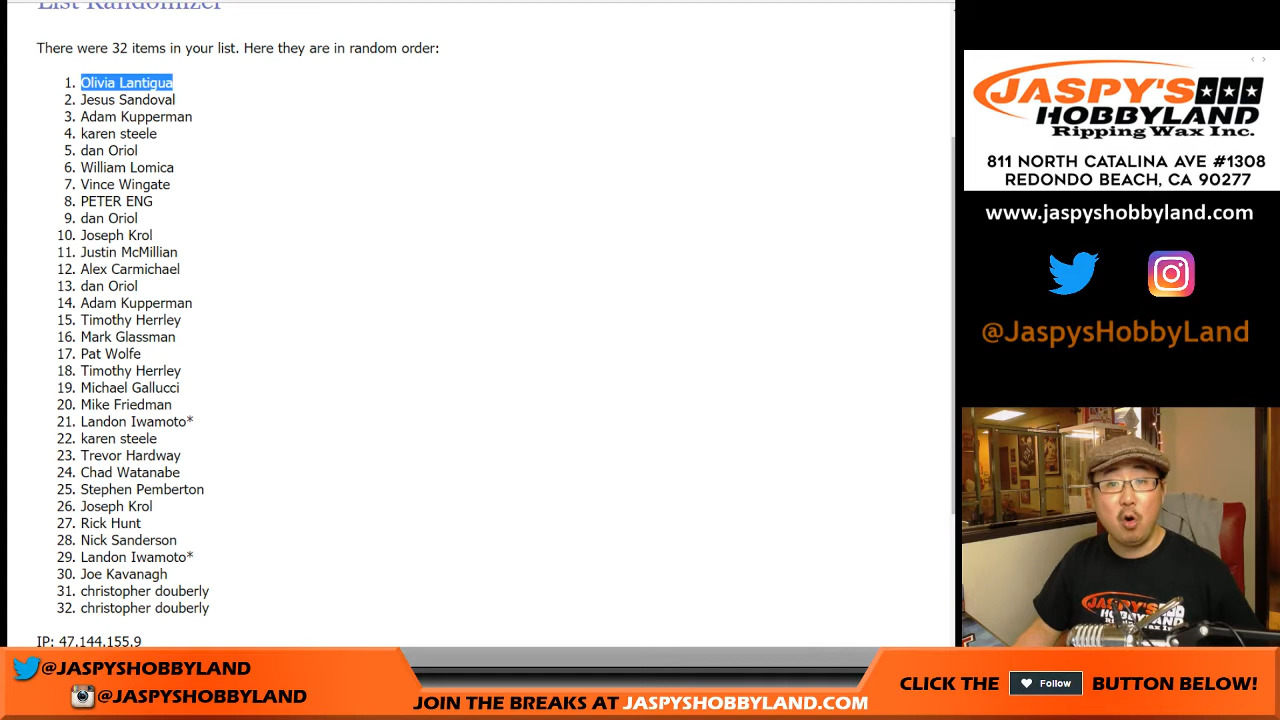 List Randomizer
There were 32 items in your list. Here they are in random order:
1. Olivia Lantigua
2. Jesus Sandoval
3. Adam Kupperman
4. karen steele
5. dan Oriol
6. William Lomica
7. Vince Wingate
8. PETER ENG
9. dan Oriol
10. Joseph Krol
11. Justin McMillian
12. Alex Carmichael
13. dan Oriol
14. Adam Kupperman
15. Timothy Herrley
16. Mark Glassman
17. Pat Wolfe
18. Timothy Herrley
19. Michael Gallucci
20. Mike Friedman
21. Landon Iwamoto*
22. karen steele
23. Trevor Hardway
24. Chad Watanabe
25. Stephen Pemberton
26. Joseph Krol
27. Rick Hunt
28. Nick Sanderson
29. Landon Iwamoto*
30. Joe Kavanagh
31. christopher douberly
32. christopher douberly
IP: 47.144.155.9
JASPY'S
HOBBYLAND
Ripping Wax Inc.
811 NORTH CATALINA AVE #1308
REDONDO BEACH, CA 90277
www.jaspyshobbyland.com
@JaspysHobbyLand
JASPY'S
HOBBYLAND
@JASPYSHOBBYLAND
@JASPYSHOBBYLAND
JOIN THE BREAKS AT JASPYSHOBBYLAND.COM
CLICK THE Follow BUTTON BELOW!